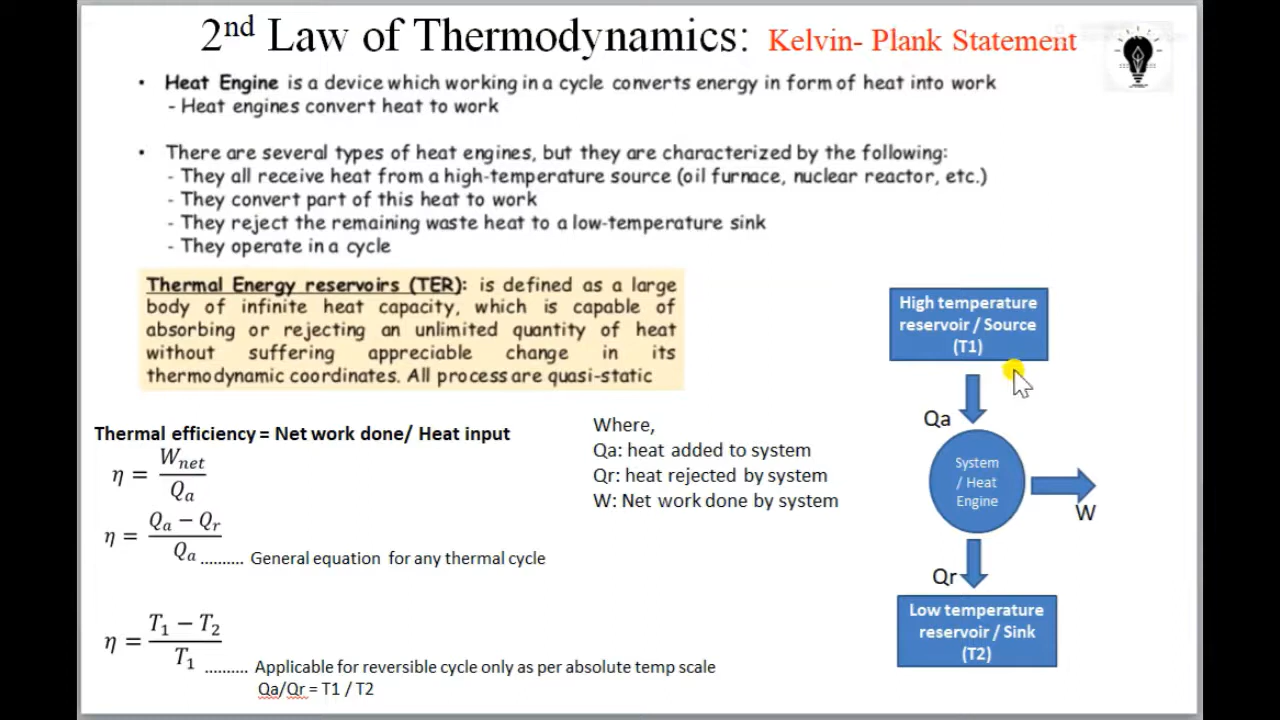 2nd Law of Thermodynamics: Kelvin- Plank Statement
• Heat Engine is a device which working in a cycle converts energy in form of heat into work
- Heat engines convert heat to work
• There are several types of heat engines, but they are characterized by the following:
- They all receive heat from a high-temperature source (oil furnace, nuclear reactor, etc.)
- They convert part of this heat to work
- They reject the remaining waste heat to a low-temperature sink
- They operate in a cycle
Thermal Energy reservoirs (TER): is defined as a large
body of infinite heat capacity, which is capable of
absorbing or rejecting an unlimited quantity of heat
without suffering appreciable change in its
thermodynamic coordinates. All process are quasi-static
Thermal efficiency = Net work done/ Heat input
η = W_net / Q_a
η = Q_a − Q_r / Q_a .......... General equation for any thermal cycle
η = T_1 − T_2 / T_1 .......... Applicable for reversible cycle only as per absolute temp scale
Qa/Qr = T1 / T2
Where,
Qa: heat added to system
Qr: heat rejected by system
W: Net work done by system
High temperature
reservoir / Source
(T1)
Qa
System
/ Heat
Engine
W
Qr
Low temperature
reservoir / Sink
(T2)